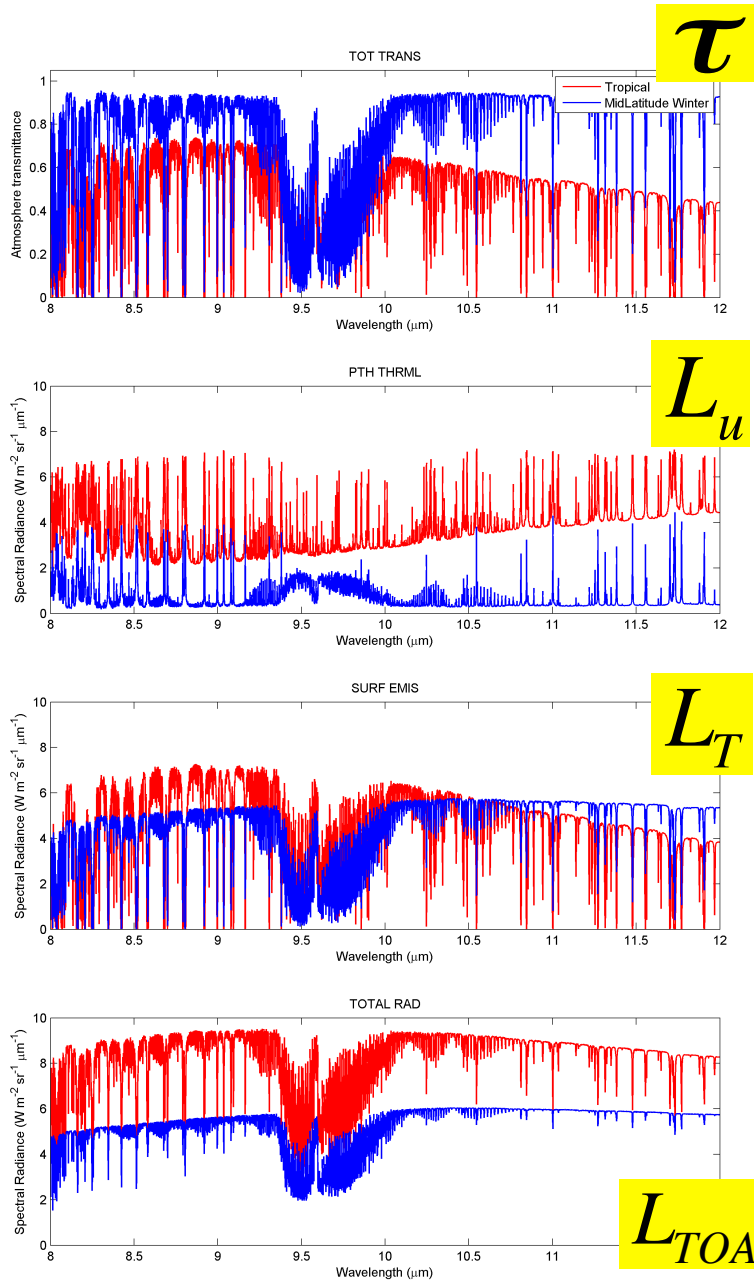 τ
TOT TRANS
Tropical
MidLatitude Winter
1
0.8
0.6
0.4
0.2
0
Atmosphere transmittance
8 8.5 9 9.5 10 10.5 11 11.5 12
Wavelength (μm)
L_u
PTH THRML
10
8
6
4
2
0
Spectral Radiance (W m⁻² sr⁻¹ μm⁻¹)
8 8.5 9 9.5 10 10.5 11 11.5 12
Wavelength (μm)
L_T
SURF EMIS
10
8
6
4
2
0
Spectral Radiance (W m⁻² sr⁻¹ μm⁻¹)
8 8.5 9 9.5 10 10.5 11 11.5 12
Wavelength (μm)
TOTAL RAD
10
8
6
4
2
0
Spectral Radiance (W m⁻² sr⁻¹ μm⁻¹)
L_TOA
8 8.5 9 9.5 10 10.5 11
Wavelength (μm)